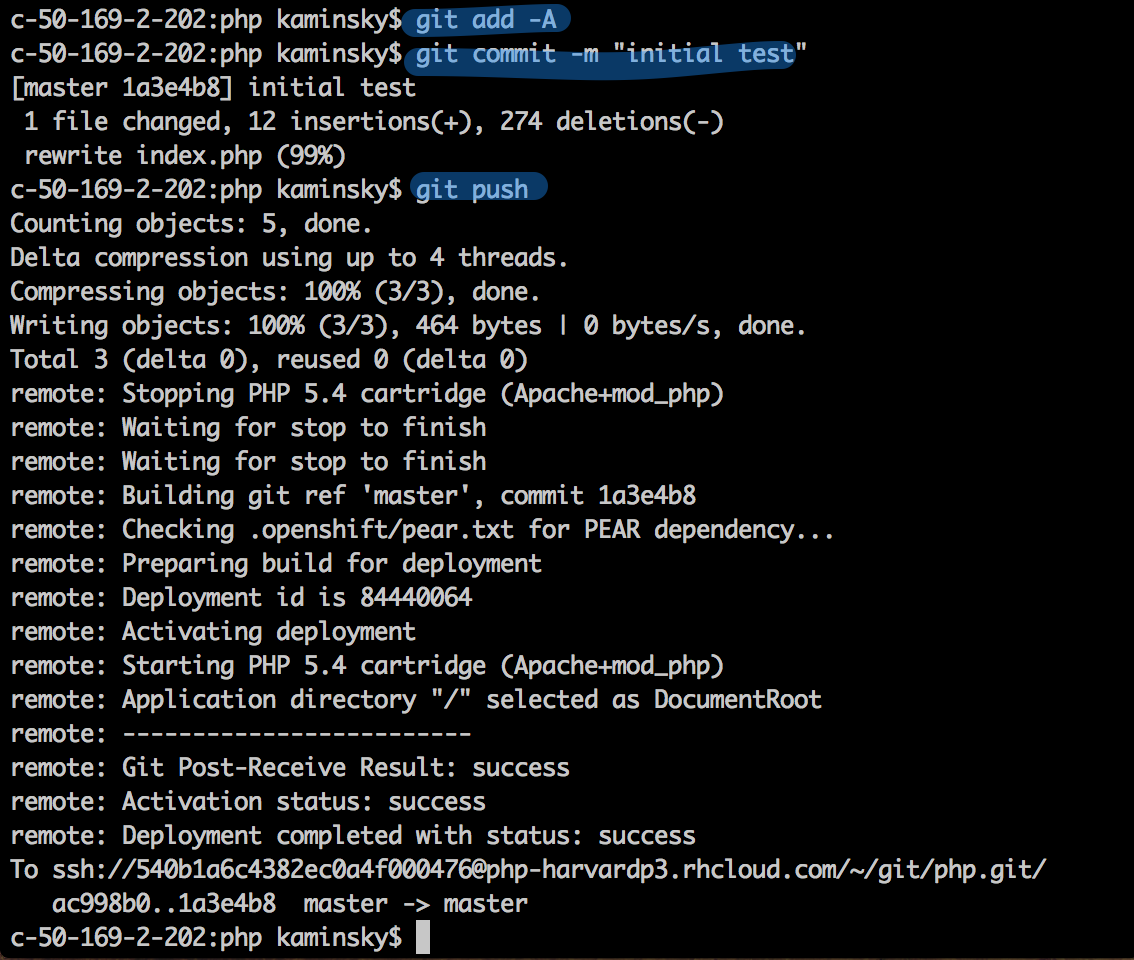 c-50-169-2-202:php kaminsky$ git add -A
c-50-169-2-202:php kaminsky$ git commit -m "initial test"
[master 1a3e4b8] initial test
 1 file changed, 12 insertions(+), 274 deletions(-)
 rewrite index.php (99%)
c-50-169-2-202:php kaminsky$ git push
Counting objects: 5, done.
Delta compression using up to 4 threads.
Compressing objects: 100% (3/3), done.
Writing objects: 100% (3/3), 464 bytes | 0 bytes/s, done.
Total 3 (delta 0), reused 0 (delta 0)
remote: Stopping PHP 5.4 cartridge (Apache+mod_php)
remote: Waiting for stop to finish
remote: Waiting for stop to finish
remote: Building git ref 'master', commit 1a3e4b8
remote: Checking .openshift/pear.txt for PEAR dependency...
remote: Preparing build for deployment
remote: Deployment id is 84440064
remote: Activating deployment
remote: Starting PHP 5.4 cartridge (Apache+mod_php)
remote: Application directory "/" selected as DocumentRoot
remote: -------------------------
remote: Git Post-Receive Result: success
remote: Activation status: success
remote: Deployment completed with status: success
To ssh://540b1a6c4382ec0a4f000476@php-harvardp3.rhcloud.com/~/git/php.git/
   ac998b0..1a3e4b8  master -> master
c-50-169-2-202:php kaminsky$